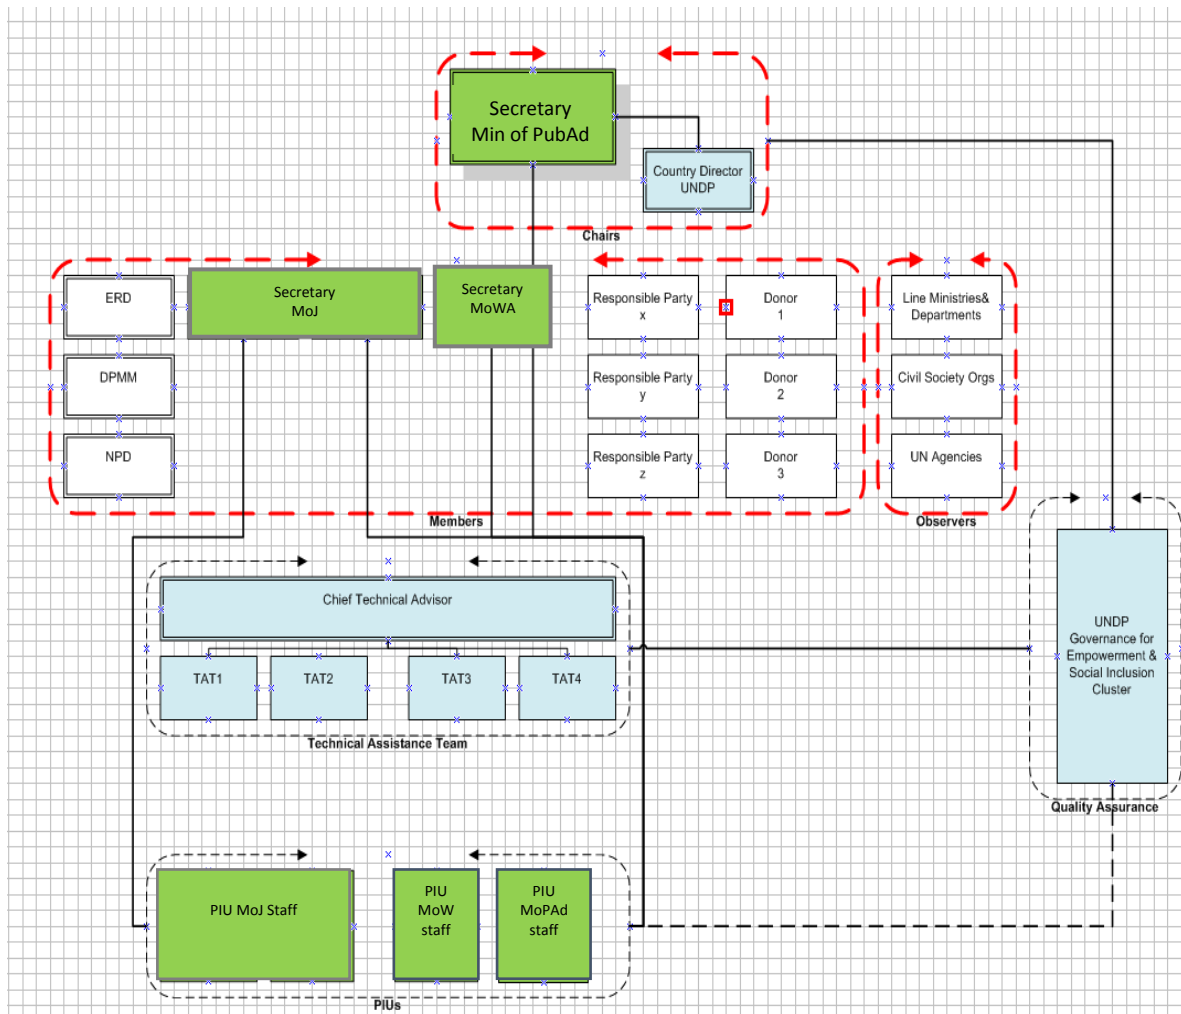 Secretary
Min of PubAd
Country Director
UNDP
Chairs
ERD
Secretary
MoJ
Secretary
MoWA
Responsible Party
x
Donor
1
Line Ministries&
Departments
DPMM
Responsible Party
y
Donor
2
Civil Society Orgs
NPD
Responsible Party
z
Donor
3
UN Agencies
Members
Observers
Chief Technical Advisor
UNDP
Governance for
Empowerment &
Social Inclusion
Cluster
TAT1
TAT2
TAT3
TAT4
Technical Assistance Team
Quality Assurance
PIU MoJ Staff
PIU
MoW
staff
PIU
MoPAd
staff
PIUs